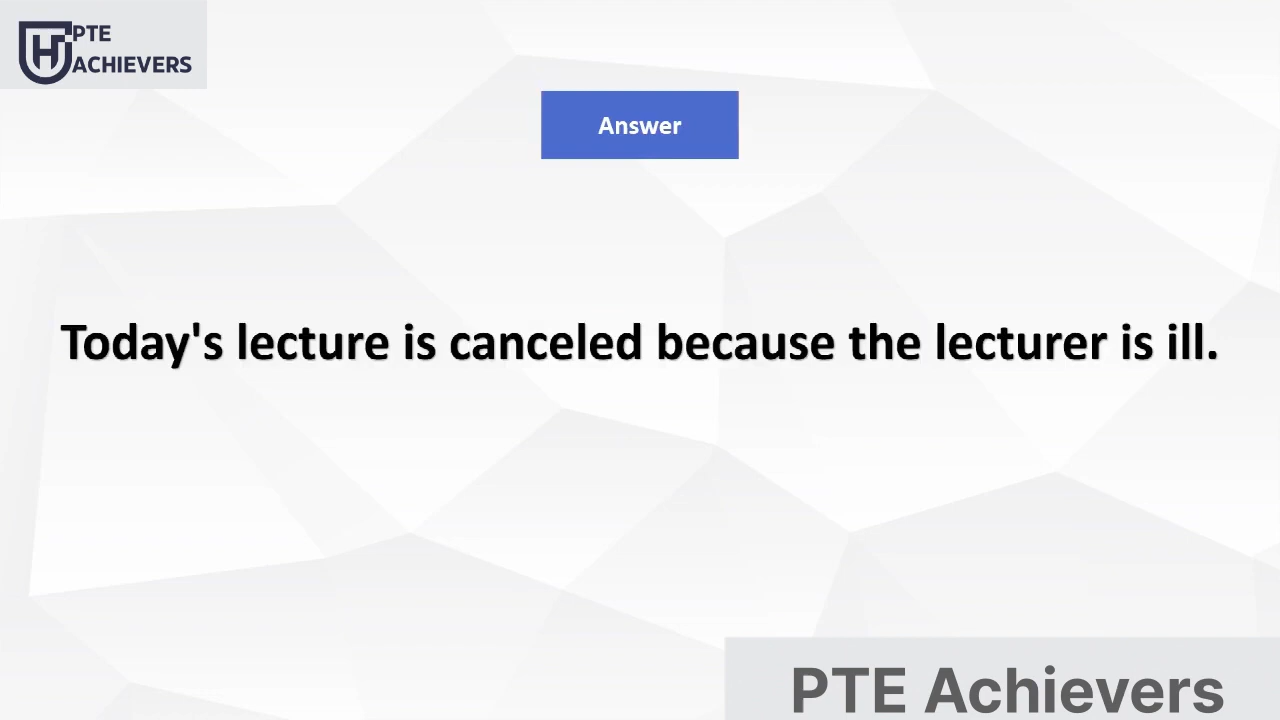 PTE
ACHIEVERS
Answer
Today's lecture is canceled because the lecturer is ill.
PTE Achievers